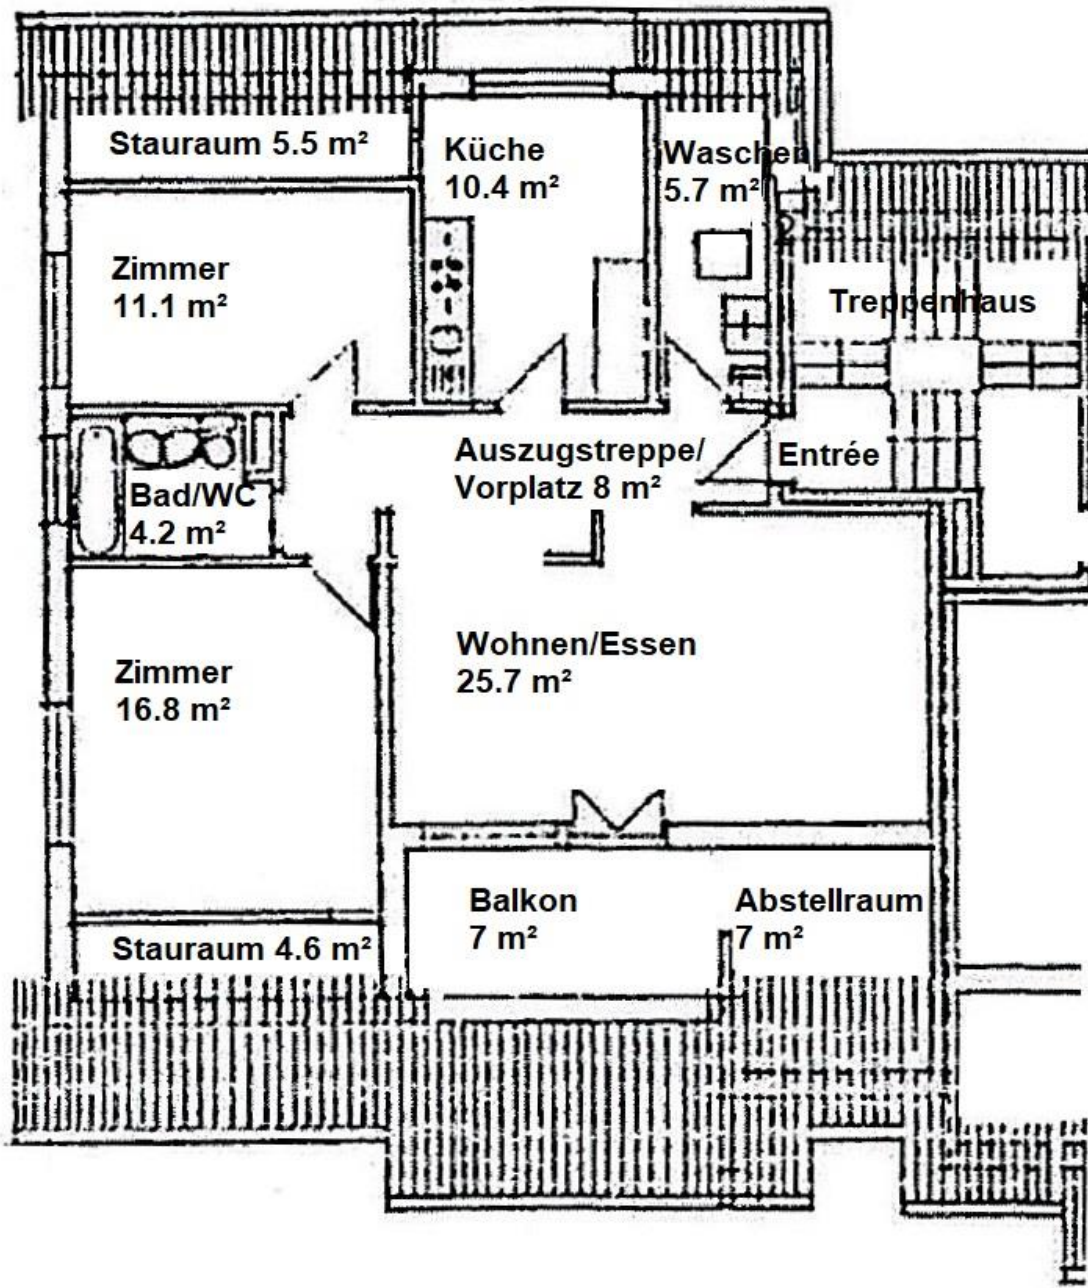 Stauraum 5.5 m²
Küche
10.4 m²
Waschen
5.7 m²
Zimmer
11.1 m²
Treppenhaus
Auszugstreppe/
Vorplatz 8 m²
Entrée
Bad/WC
4.2 m²
Wohnen/Essen
25.7 m²
Zimmer
16.8 m²
Balkon
7 m²
Abstellraum
7 m²
Stauraum 4.6 m²